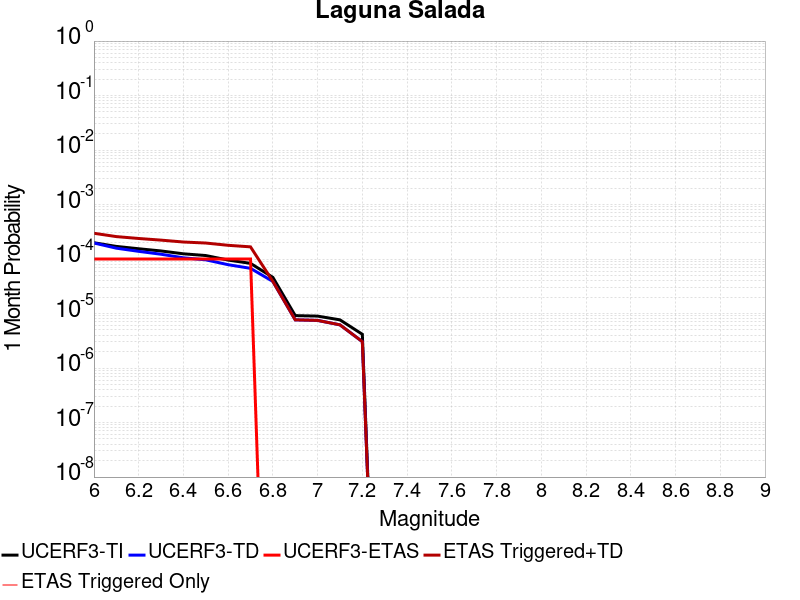 Laguna Salada
1 Month Probability
10^0
10^-1
10^-2
10^-3
10^-4
10^-5
10^-6
10^-7
10^-8
6 6.2 6.4 6.6 6.8 7 7.2 7.4 7.6 7.8 8 8.2 8.4 8.6 8.8 9
Magnitude
UCERF3-TI UCERF3-TD UCERF3-ETAS ETAS Triggered+TD
ETAS Triggered Only